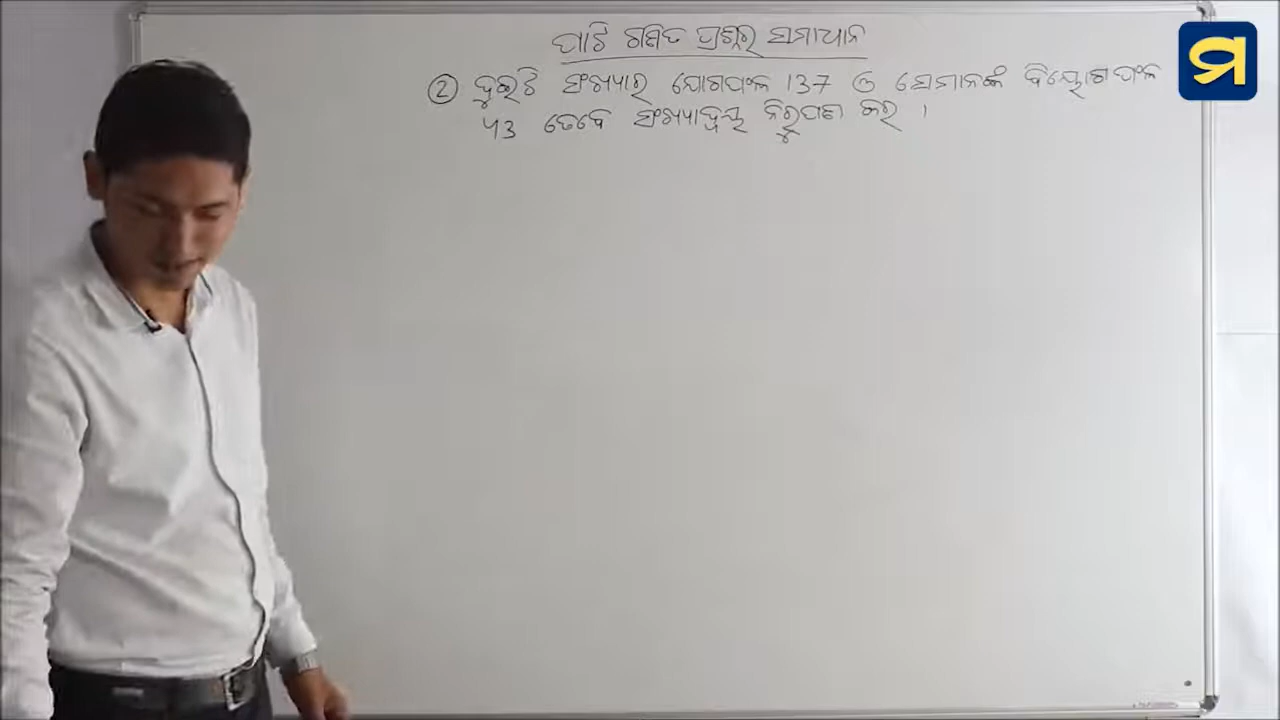 ପାଟି ଗଣିତ ପ୍ରଶ୍ନର ସମାଧାନ
② ଦୁଇଟି ସଂଖ୍ୟାର ଯୋଗଫଳ 137 ଓ ସେମାନଙ୍କ ବିୟୋଗଫଳ
43 ତେବେ ସଂଖ୍ୟାଦ୍ୱୟ ନିରୂପଣ କର ।
ମ